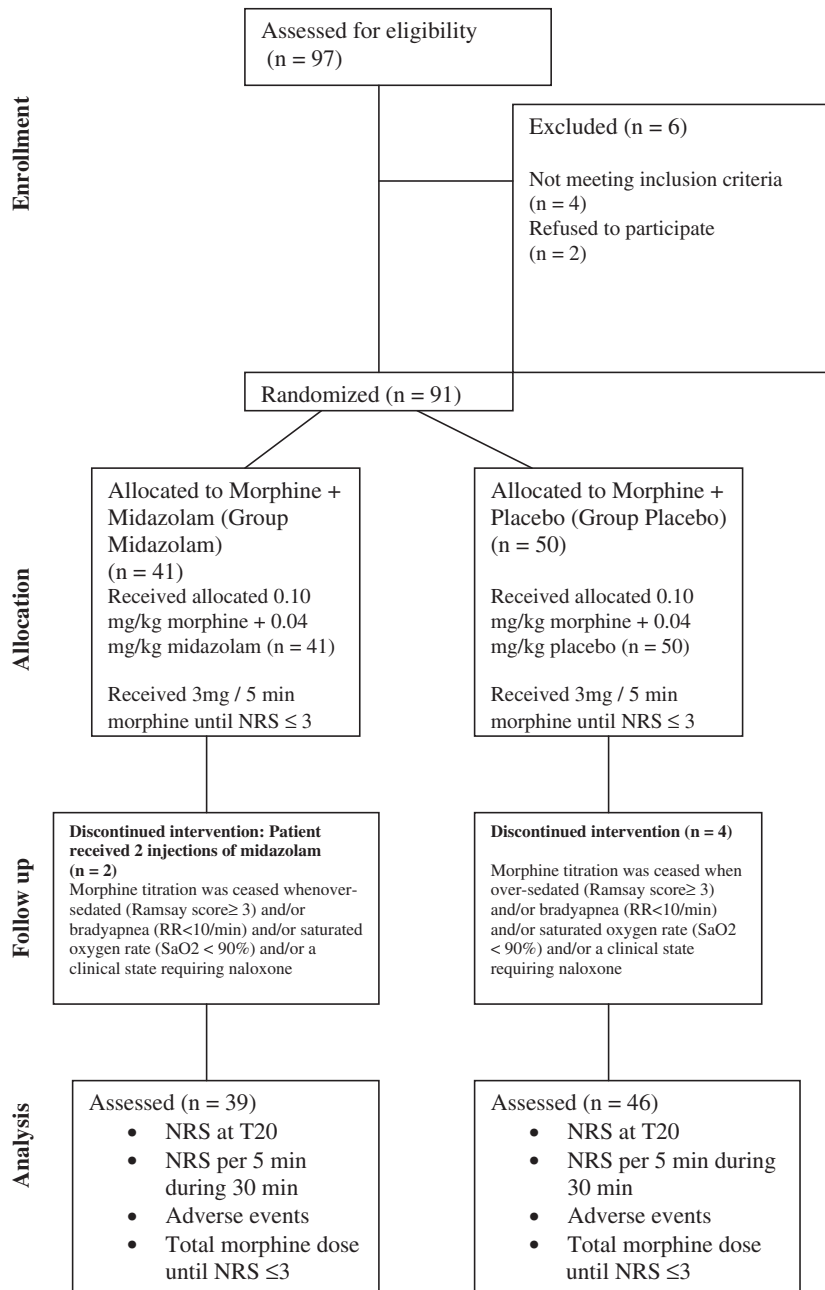 Enrollment
Assessed for eligibility
(n = 97)
Excluded (n = 6)
Not meeting inclusion criteria
(n = 4)
Refused to participate
(n = 2)
Randomized (n = 91)
Allocation
Allocated to Morphine +
Midazolam (Group
Midazolam)
(n = 41)
Received allocated 0.10
mg/kg morphine + 0.04
mg/kg midazolam (n = 41)
Received 3mg / 5 min
morphine until NRS ≤ 3
Allocated to Morphine +
Placebo (Group Placebo)
(n = 50)
Received allocated 0.10
mg/kg morphine + 0.04
mg/kg placebo (n = 50)
Received 3mg / 5 min
morphine until NRS ≤ 3
Follow up
Discontinued intervention: Patient
received 2 injections of midazolam
(n = 2)
Morphine titration was ceased whenover-
sedated (Ramsay score≥ 3) and/or
bradyapnea (RR<10/min) and/or saturated
oxygen rate (SaO2 < 90%) and/or a
clinical state requiring naloxone
Discontinued intervention (n = 4)
Morphine titration was ceased when
over-sedated (Ramsay score≥ 3)
and/or bradyapnea (RR<10/min)
and/or saturated oxygen rate (SaO2
< 90%) and/or a clinical state
requiring naloxone
Analysis
Assessed (n = 39)
• NRS at T20
• NRS per 5 min
during 30 min
• Adverse events
• Total morphine dose
until NRS ≤3
Assessed (n = 46)
• NRS at T20
• NRS per 5 min during
30 min
• Adverse events
• Total morphine dose
until NRS ≤3